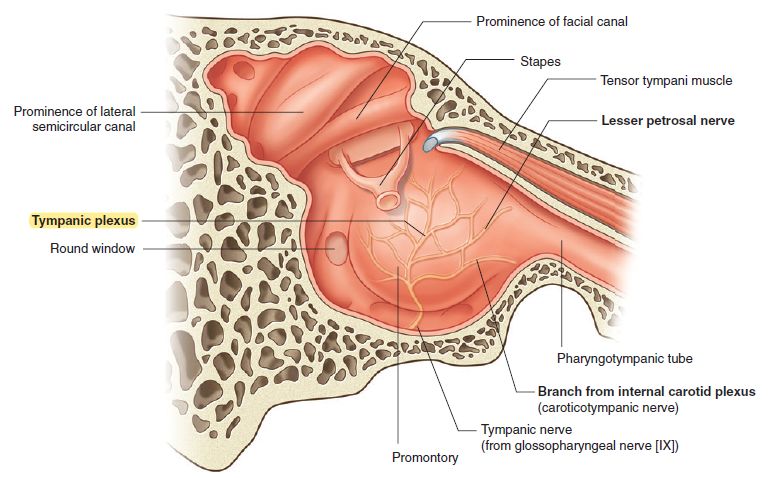 Prominence of facial canal
Stapes
Tensor tympani muscle
Prominence of lateral
semicircular canal
Lesser petrosal nerve
Tympanic plexus
Round window
Pharyngotympanic tube
Branch from internal carotid plexus
(caroticotympanic nerve)
Tympanic nerve
(from glossopharyngeal nerve [IX])
Promontory